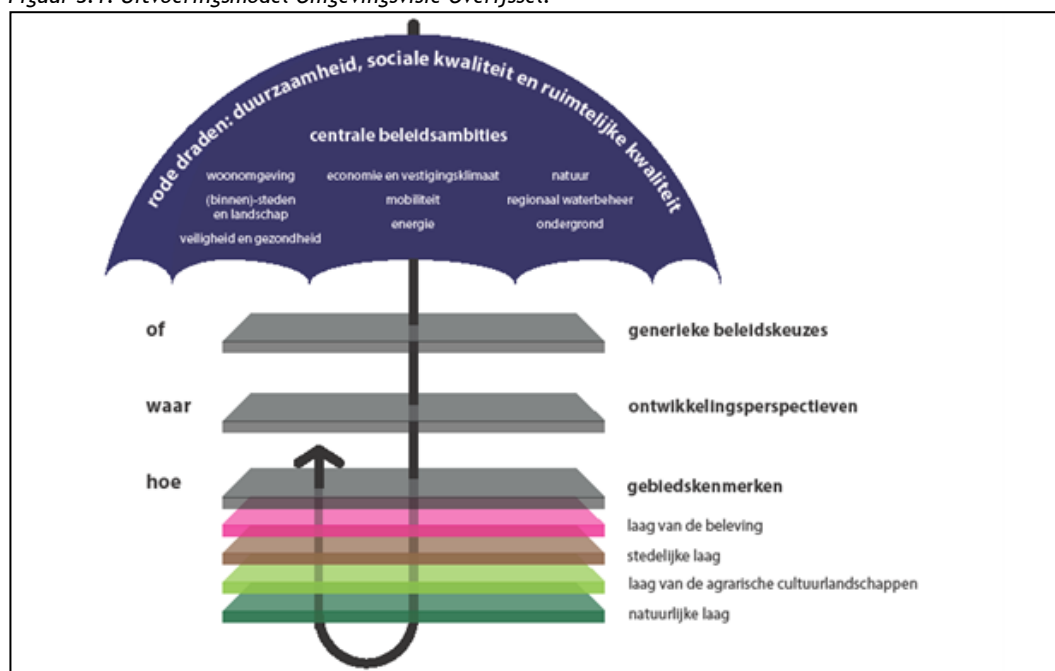 Figuur 3.1: Uitvoeringsmodel Omgevingsvisie Overijssel.
rode draden: duurzaamheid, sociale kwaliteit en ruimtelijke kwaliteit
centrale beleidsambities
woonomgeving
(binnen)-steden
en landschap
veiligheid en gezondheid
economie en vestigingsklimaat
mobiliteit
energie
natuur
regionaal waterbeheer
ondergrond
of
generieke beleidskeuzes
waar
ontwikkelingsperspectieven
hoe
gebiedskenmerken
laag van de beleving
stedelijke laag
laag van de agrarische cultuurlandschappen
natuurlijke laag